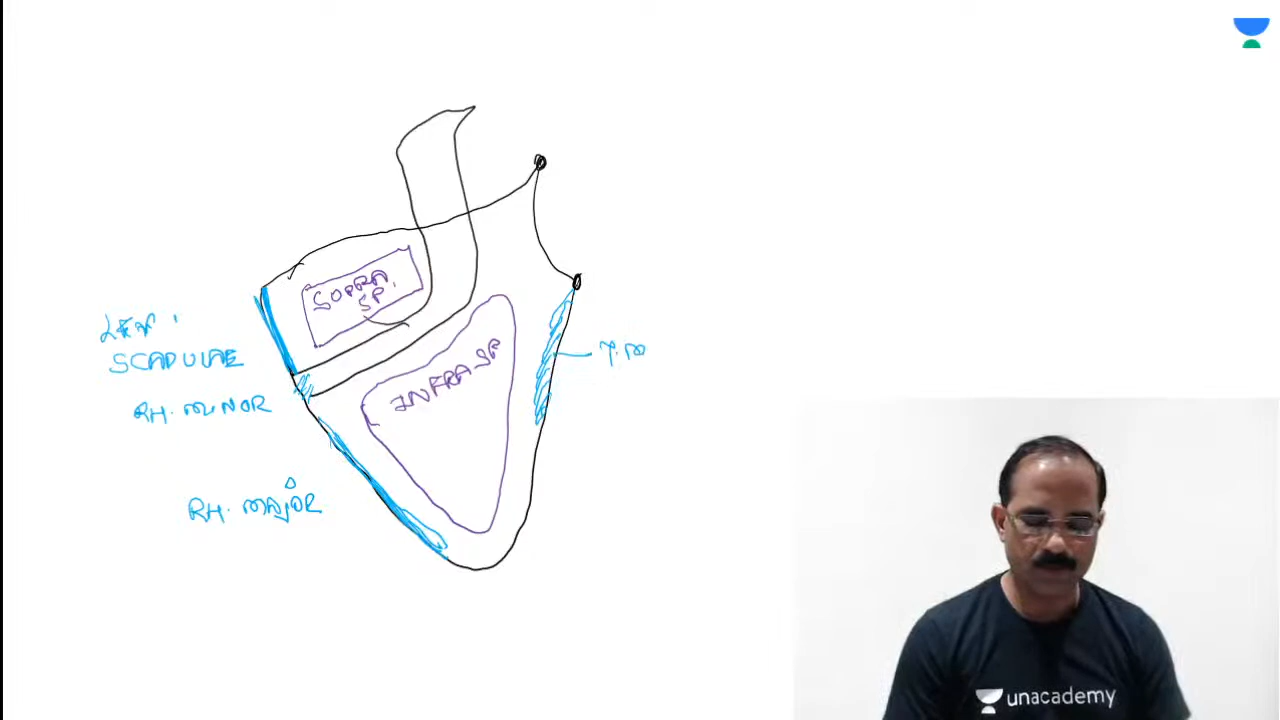 SUPRA
SP.
INFRA SP
LEV.
SCAPULAE
T. M
RH. MINOR
RH. MAJOR
unacademy